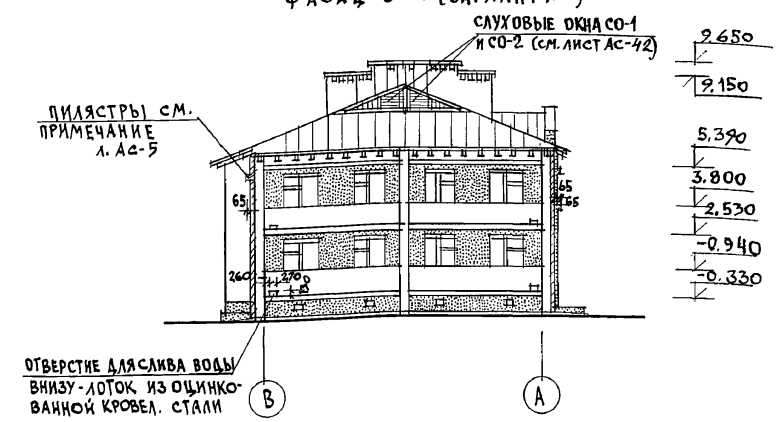 СЛУХОВЫЕ ОКНА СО-1
И СО-2 (СМ. ЛИСТ АС-42)
9.650
9.150
ПИЛЯСТРЫ СМ.
ПРИМЕЧАНИЕ
Л. АС-5
5.390
3.800
2.530
-0.940
-0.330
65
65
65
260
270
ОТВЕРСТИЕ ДЛЯ СЛИВА ВОДЫ
ВНИЗУ-ЛОТОК ИЗ ОЦИНКО-
ВАННОЙ КРОВЕЛ. СТАЛИ
В
А